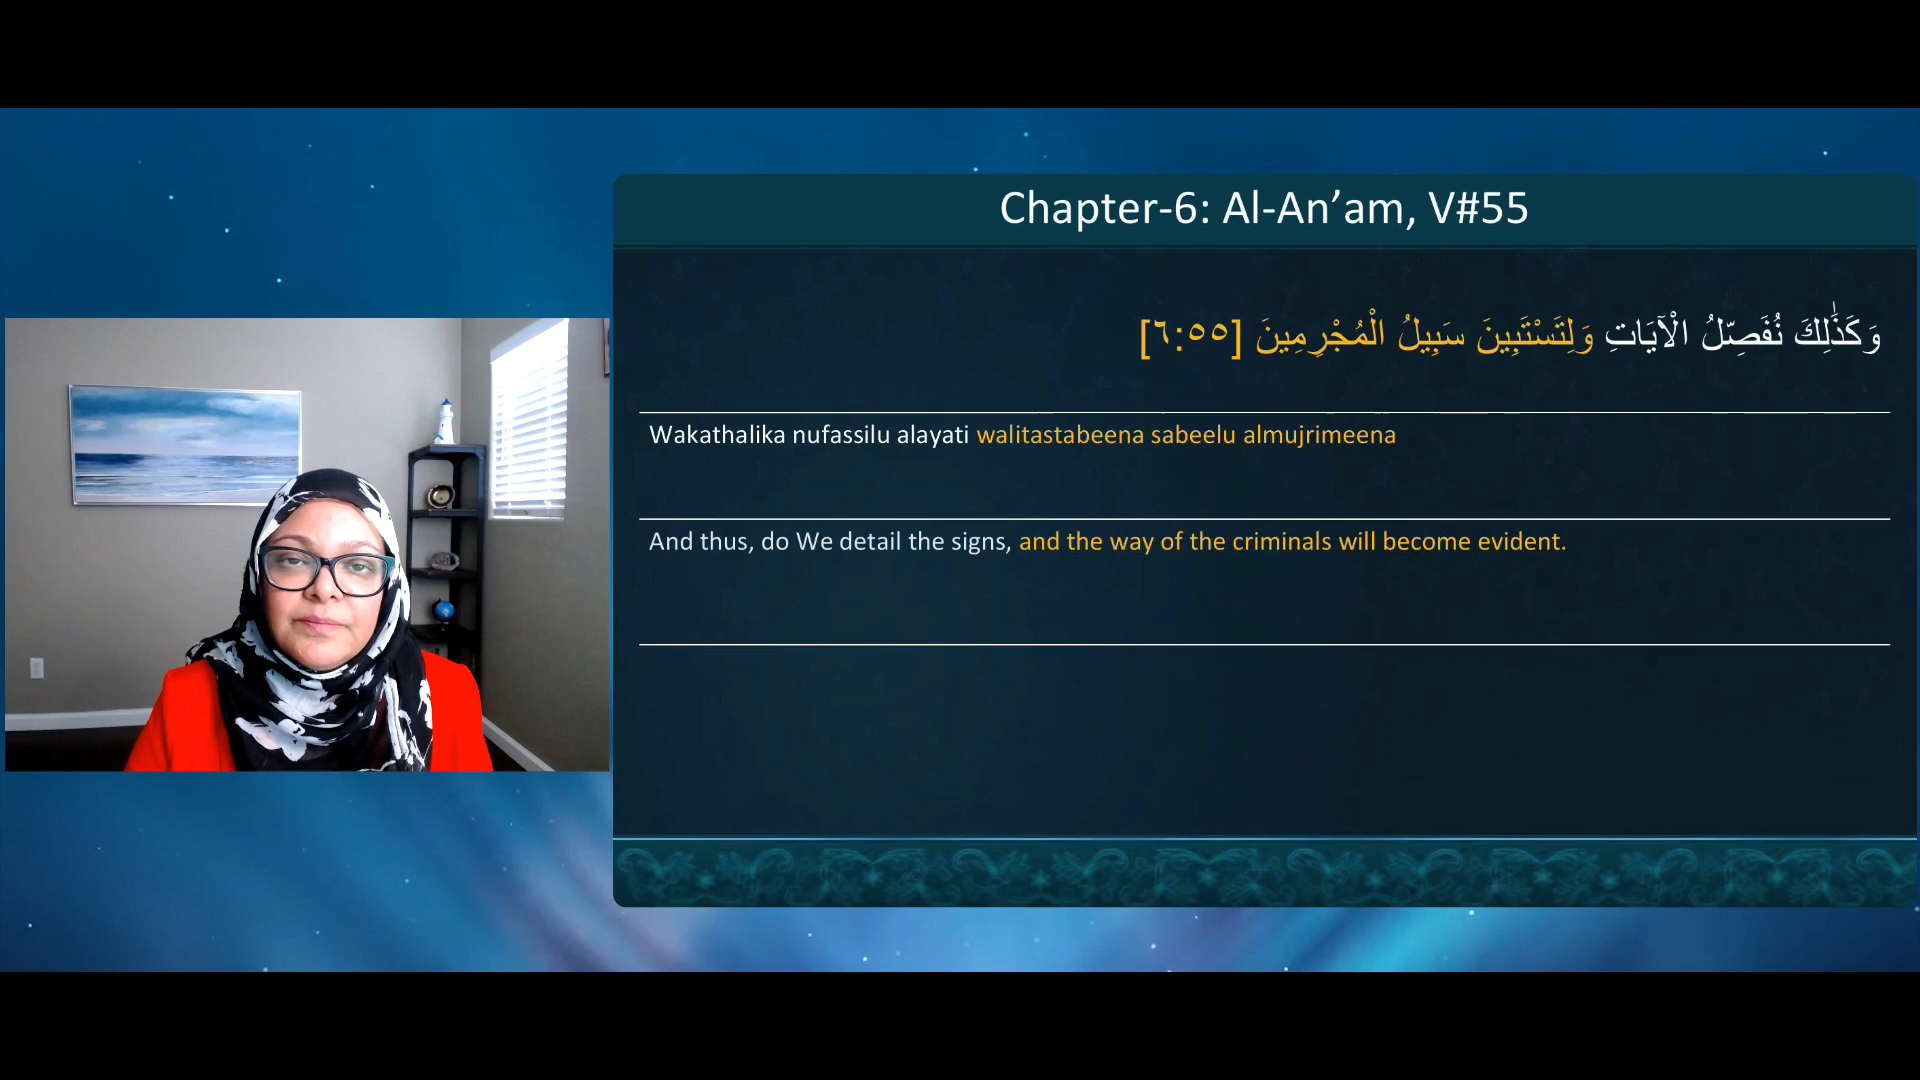 Chapter-6: Al-An’am, V#55
وَكَذَٰلِكَ نُفَصِّلُ الْآيَاتِ وَلِتَسْتَبِينَ سَبِيلُ الْمُجْرِمِينَ [٦:٥٥]
Wakathalika nufassilu alayati walitastabeena sabeelu almujrimeena
And thus, do We detail the signs, and the way of the criminals will become evident.